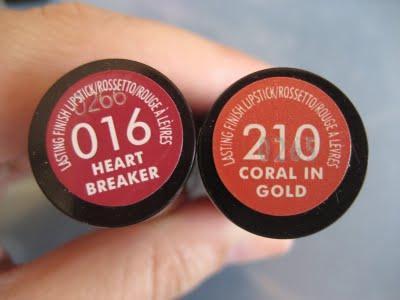 LASTING FINISH LIPSTICK/ROSSETTO/ROUGE À LÈVRES
0266
016
HEART
BREAKER
LASTING FINISH LIPSTICK/ROSSETTO/ROUGE À LÈVRES
210
CORAL IN
GOLD